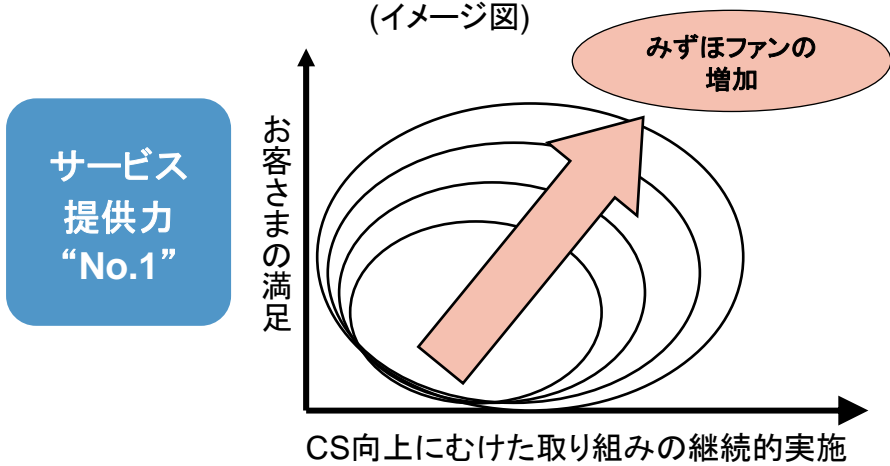 (イメージ図)
みずほファンの
増加
サービス
提供力
“No.1”
お客さまの満足
CS向上にむけた取り組みの継続的実施